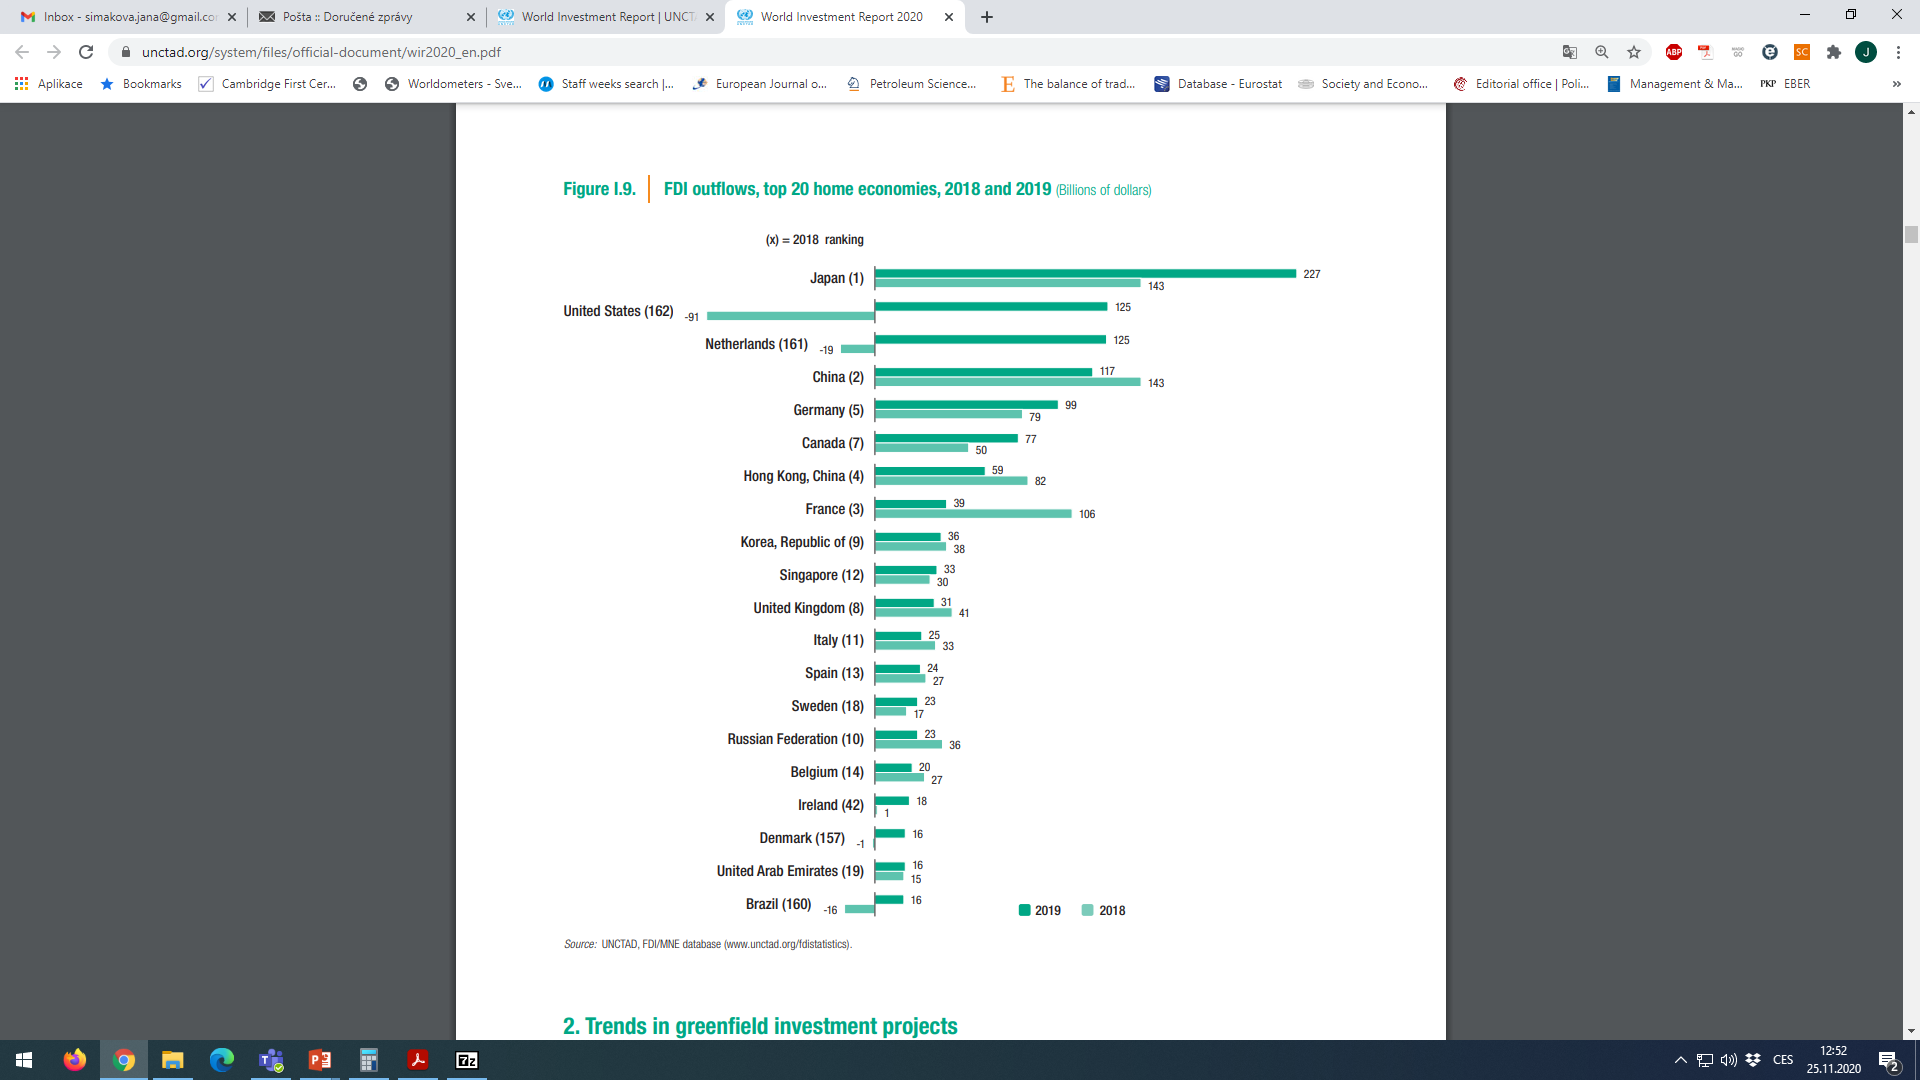 Inbox - simakova.jana@gmail.co
Pošta :: Doručené zprávy
World Investment Report | UNCT
World Investment Report 2020
unctad.org/system/files/official-document/wir2020_en.pdf
ABP
SC
J
Aplikace
Bookmarks
Cambridge First Cer...
Worldometers - Sve...
Staff weeks search |...
European Journal o...
Petroleum Science...
E The balance of trad...
Database - Eurostat
Society and Econo...
Editorial office | Poli...
Management & Ma...
PKP EBER
»
Figure I.9. FDI outflows, top 20 home economies, 2018 and 2019 (Billions of dollars)
(x) = 2018 ranking
Japan (1) 227
143
United States (162) -91 125
Netherlands (161) -19 125
China (2) 117
143
Germany (5) 99
79
Canada (7) 77
50
Hong Kong, China (4) 59
82
France (3) 39
106
Korea, Republic of (9) 36
38
Singapore (12) 33
30
United Kingdom (8) 31
41
Italy (11) 25
33
Spain (13) 24
27
Sweden (18) 23
17
Russian Federation (10) 23
36
Belgium (14) 20
27
Ireland (42) 18
1
Denmark (157) -1 16
United Arab Emirates (19) 16
15
Brazil (160) -16 16
2019 2018
Source: UNCTAD, FDI/MNE database (www.unctad.org/fdistatistics).
2. Trends in greenfield investment projects
7z
CES
12:52
25.11.2020
2